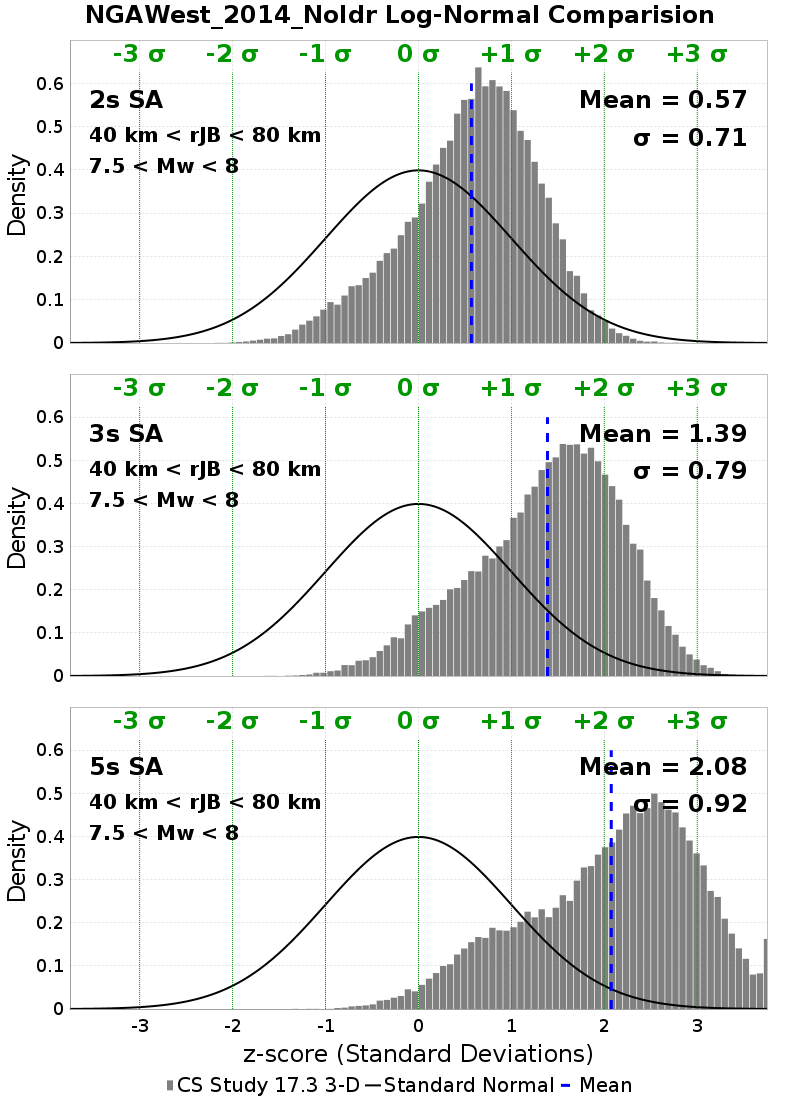 NGAWest_2014_NoIdr Log-Normal Comparision
-3 σ -2 σ -1 σ 0 σ +1 σ +2 σ +3 σ
2s SA
Mean = 0.57
40 km < rJB < 80 km
σ = 0.71
7.5 < Mw < 8
0.6
0.5
0.4
0.3
0.2
0.1
0
Density
-3 σ -2 σ -1 σ 0 σ +1 σ +2 σ +3 σ
3s SA
Mean = 1.39
40 km < rJB < 80 km
σ = 0.79
7.5 < Mw < 8
0.6
0.5
0.4
0.3
0.2
0.1
0
Density
-3 σ -2 σ -1 σ 0 σ +1 σ +2 σ +3 σ
5s SA
Mean = 2.08
40 km < rJB < 80 km
σ = 0.92
7.5 < Mw < 8
0.6
0.5
0.4
0.3
0.2
0.1
0
Density
-3 -2 -1 0 1 2 3
z-score (Standard Deviations)
CS Study 17.3 3-D Standard Normal Mean